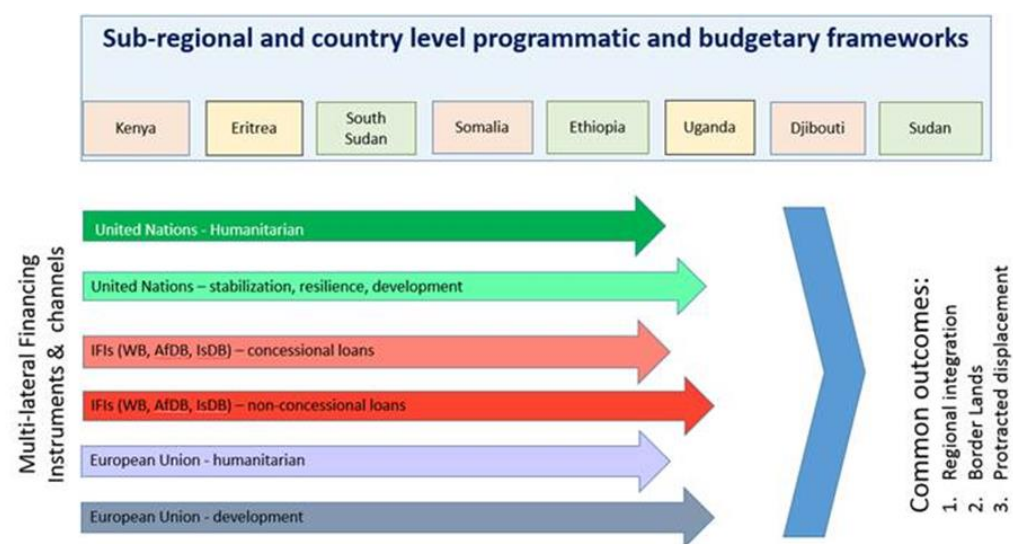 Sub-regional and country level programmatic and budgetary frameworks
Kenya
Eritrea
South
Sudan
Somalia
Ethiopia
Uganda
Djibouti
Sudan
Multi-lateral Financing
Instruments & channels
United Nations - Humanitarian
United Nations – stabilization, resilience, development
IFIs (WB, AfDB, IsDB) – concessional loans
IFIs (WB, AfDB, IsDB) – non-concessional loans
European Union - humanitarian
European Union - development
Common outcomes:
1. Regional integration
2. Border Lands
3. Protracted displacement